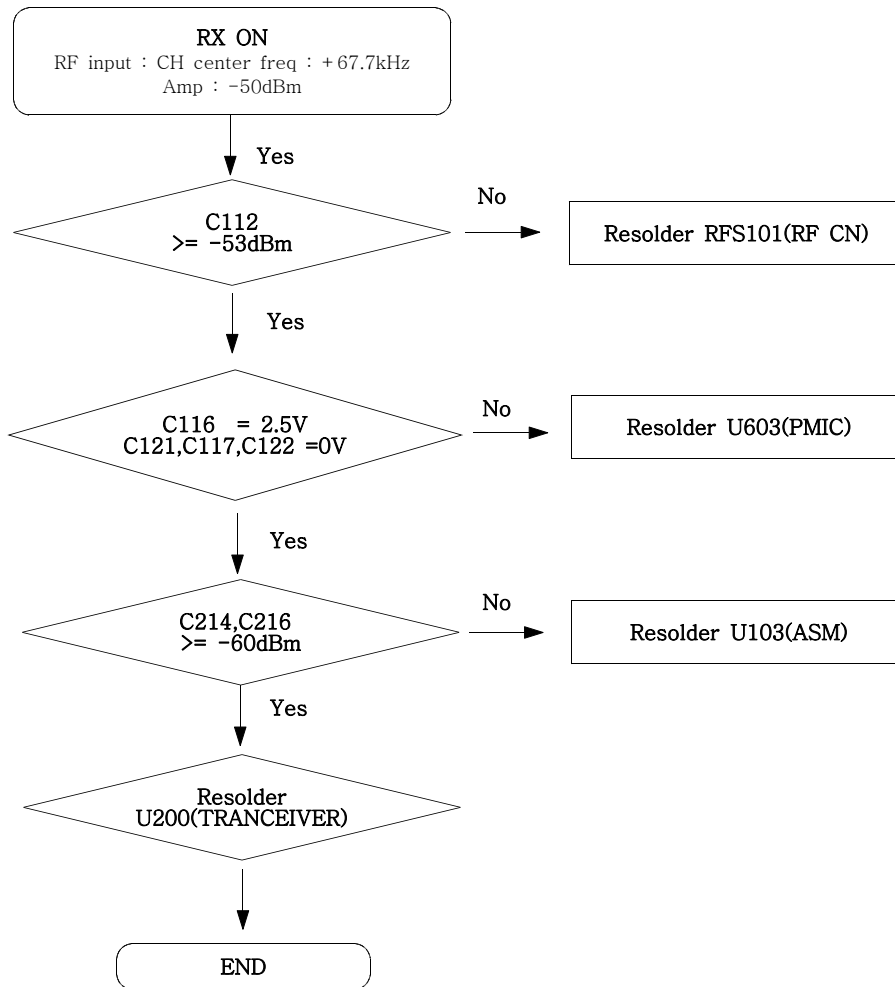 RX ON
RF input : CH center freq : +67.7kHz
Amp : -50dBm
Yes
C112
>= -53dBm
No
Resolder RFS101(RF CN)
Yes
C116 = 2.5V
C121,C117,C122 =0V
No
Resolder U603(PMIC)
Yes
C214,C216
>= -60dBm
No
Resolder U103(ASM)
Yes
Resolder
U200(TRANCEIVER)
END